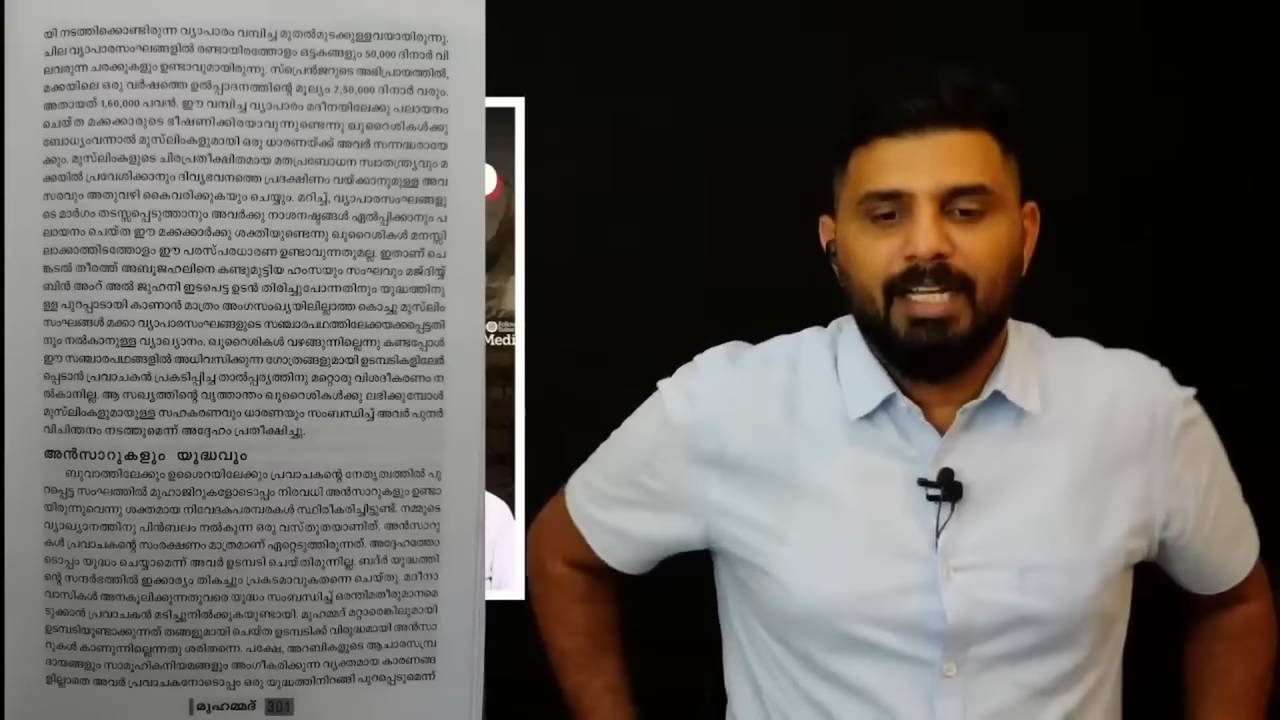 യി നടത്തിക്കൊണ്ടിരുന്ന വ്യാപാരം വമ്പിച്ച മുതൽമുടക്കുള്ളവയായിരുന്നു.
ചില വ്യാപാരസംഘങ്ങളിൽ രണ്ടായിരത്തോളം ഒട്ടകങ്ങളും 50,000 ദിനാർ വി
ലവരുന്ന ചരക്കുകളും ഉണ്ടാവുമായിരുന്നു. സ്പ്രെൻജറുടെ അഭിപ്രായത്തിൽ,
മക്കയിലെ ഒരു വർഷത്തെ ഉൽപ്പാദനത്തിന്റെ മൂല്യം 2,50,000 ദിനാർ വരും.
അതായത് 1,60,000 പവൻ. ഈ വമ്പിച്ച വ്യാപാരം മദീനയിലേക്കു പലായനം
ചെയ്ത മക്കക്കാരുടെ ഭീഷണിക്കിരയാവുന്നുണ്ടെന്നു ഖുറൈശികൾക്കു
ബോധ്യംവന്നാൽ മുസ്‌ലിംകളുമായി ഒരു ധാരണയ്ക്ക് അവർ സന്നദ്ധരായേ
ക്കും. മുസ്‌ലിംകളുടെ ചിരപ്രതീക്ഷിതമായ മതപ്രബോധന സ്വാതന്ത്ര്യവും മ
ക്കയിൽ പ്രവേശിക്കാനും ദിവ്യഭവനത്തെ പ്രദക്ഷിണം വയ്ക്കാനുമുള്ള അവ
സരവും അതുവഴി കൈവരിക്കുകയും ചെയ്യും. മറിച്ച്, വ്യാപാരസംഘങ്ങളു
ടെ മാർഗം തടസ്സപ്പെടുത്താനും അവർക്കു നാശനഷ്ടങ്ങൾ ഏൽപ്പിക്കാനും പ
ലായനം ചെയ്ത ഈ മക്കക്കാർക്കു ശക്തിയുണ്ടെന്നു ഖുറൈശികൾ മനസ്സി
ലാക്കാത്തിടത്തോളം ഈ പരസ്പരധാരണ ഉണ്ടാവുന്നതുമല്ല. ഇതാണ് ചെ
ങ്കടൽ തീരത്ത് അബൂജഹലിനെ കണ്ടുമുട്ടിയ ഹംസയും സംഘവും മജ്ദിയ്യ്
ബിൻ അംറ് അൽ ജുഹനി ഇടപെട്ട ഉടൻ തിരിച്ചുപോന്നതിനും യുദ്ധത്തിനു
ള്ള പുറപ്പാടായി കാണാൻ മാത്രം അംഗസംഖ്യയിലില്ലാത്ത കൊച്ചു മുസ്‌ലിം
സംഘങ്ങൾ മക്കാ വ്യാപാരസംഘങ്ങളുടെ സഞ്ചാരപഥത്തിലേക്കയക്കപ്പെട്ടതി
നും നൽകാനുള്ള വ്യാഖ്യാനം. ഖുറൈശികൾ വഴങ്ങുന്നില്ലെന്നു കണ്ടപ്പോൾ
ഈ സഞ്ചാരപഥങ്ങളിൽ അധിവസിക്കുന്ന ഗോത്രങ്ങളുമായി ഉടമ്പടികളിലേർ
പ്പെടാൻ പ്രവാചകൻ പ്രകടിപ്പിച്ച താൽപ്പര്യത്തിനു മറ്റൊരു വിശദീകരണം ന
ൽകാനില്ല. ആ സഖ്യത്തിന്റെ വൃത്താന്തം ഖുറൈശികൾക്കു ലഭിക്കുമ്പോൾ
മുസ്‌ലിംകളുമായുള്ള സഹകരണവും ധാരണയും സംബന്ധിച്ച് അവർ പുനർ
വിചിന്തനം നടത്തുമെന്ന് അദ്ദേഹം പ്രതീക്ഷിച്ചു.
അൻസാറുകളും യുദ്ധവും
ബുവാത്തിലേക്കും ഉശൈറയിലേക്കും പ്രവാചകന്റെ നേതൃത്വത്തിൽ പു
റപ്പെട്ട സംഘത്തിൽ മുഹാജിറുകളോടൊപ്പം നിരവധി അൻസാറുകളും ഉണ്ടാ
യിരുന്നുവെന്നു ശക്തമായ നിവേദകപരമ്പരകൾ സ്ഥിരീകരിച്ചിട്ടുണ്ട്. നമ്മുടെ
വ്യാഖ്യാനത്തിനു പിൻബലം നൽകുന്ന ഒരു വസ്തുതയാണിത്. അൻസാറു
കൾ പ്രവാചകന്റെ സംരക്ഷണം മാത്രമാണ് ഏറ്റെടുത്തിരുന്നത്. അദ്ദേഹത്തോ
ടൊപ്പം യുദ്ധം ചെയ്യാമെന്ന് അവർ ഉടമ്പടി ചെയ്തിരുന്നില്ല. ബദ്ർ യുദ്ധത്തി
ന്റെ സന്ദർഭത്തിൽ ഇക്കാര്യം തികച്ചും പ്രകടമാവുകതന്നെ ചെയ്തു. മദീനാ
വാസികൾ അനുകൂലിക്കുന്നതുവരെ യുദ്ധം സംബന്ധിച്ച് ഒരന്തിമതീരുമാനമെ
ടുക്കാൻ പ്രവാചകൻ മടിച്ചുനിൽക്കുകയുണ്ടായി. മുഹമ്മദ് മറ്റാരെങ്കിലുമായി
ഉടമ്പടിയുണ്ടാക്കുന്നത് തങ്ങളുമായി ചെയ്ത ഉടമ്പടിക്ക് വിരുദ്ധമായി അൻസാ
റുകൾ കാണുന്നില്ലെന്നതു ശരിതന്നെ. പക്ഷേ, അറബികളുടെ ആചാരസമ്പ്ര
ദായങ്ങളും സാമൂഹികനിയമങ്ങളും അംഗീകരിക്കുന്ന വ്യക്തമായ കാരണങ്ങ
ളില്ലാതെ അവർ പ്രവാചകനോടൊപ്പം ഒരു യുദ്ധത്തിനിറങ്ങി പുറപ്പെടുമെന്ന്
മുഹമ്മദ് 301
Medi